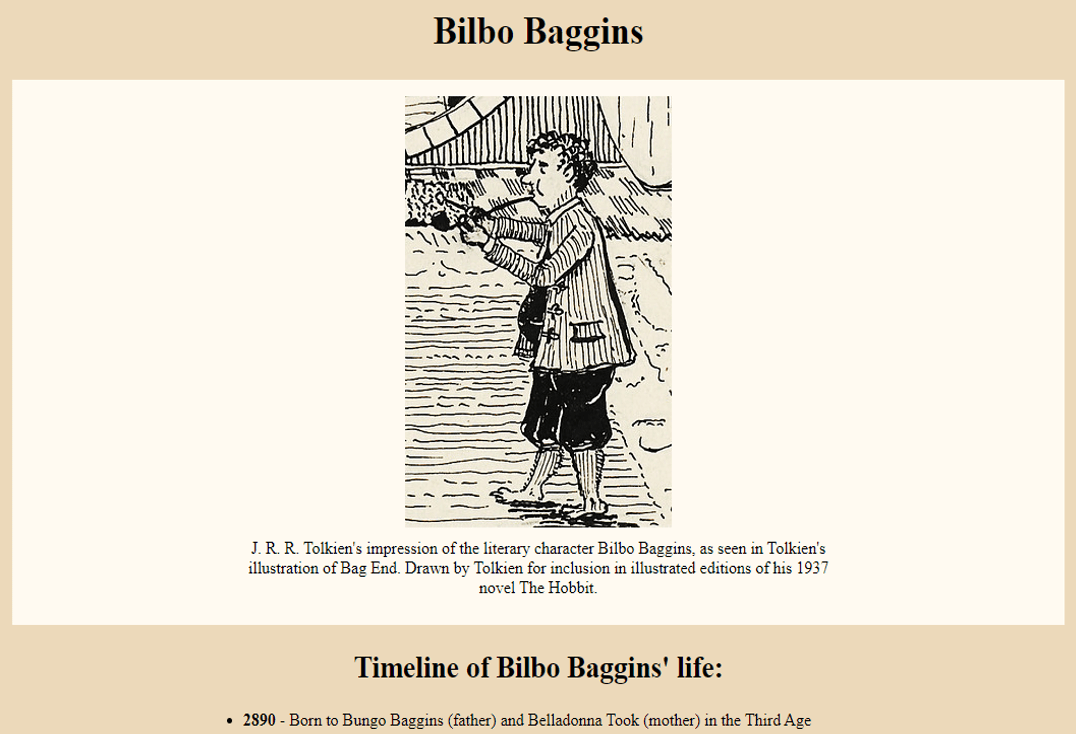 Bilbo Baggins
J. R. R. Tolkien's impression of the literary character Bilbo Baggins, as seen in Tolkien's
illustration of Bag End. Drawn by Tolkien for inclusion in illustrated editions of his 1937
novel The Hobbit.
Timeline of Bilbo Baggins' life:
• 2890 - Born to Bungo Baggins (father) and Belladonna Took (mother) in the Third Age